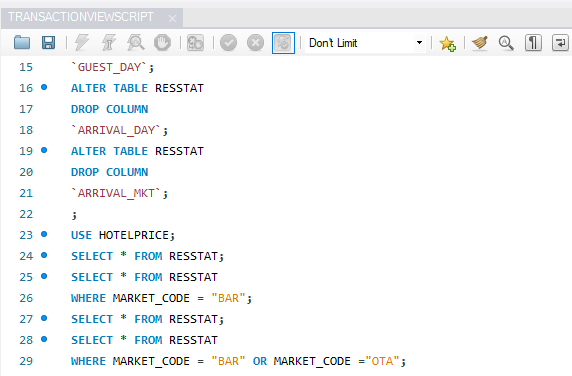 TRANSACTIONVIEWSCRIPT
Don't Limit
15 `GUEST_DAY`;
16 ALTER TABLE RESSTAT
17 DROP COLUMN
18 `ARRIVAL_DAY`;
19 ALTER TABLE RESSTAT
20 DROP COLUMN
21 `ARRIVAL_MKT`;
22 ;
23 USE HOTELPRICE;
24 SELECT * FROM RESSTAT;
25 SELECT * FROM RESSTAT
26 WHERE MARKET_CODE = "BAR";
27 SELECT * FROM RESSTAT;
28 SELECT * FROM RESSTAT
29 WHERE MARKET_CODE = "BAR" OR MARKET_CODE ="OTA";